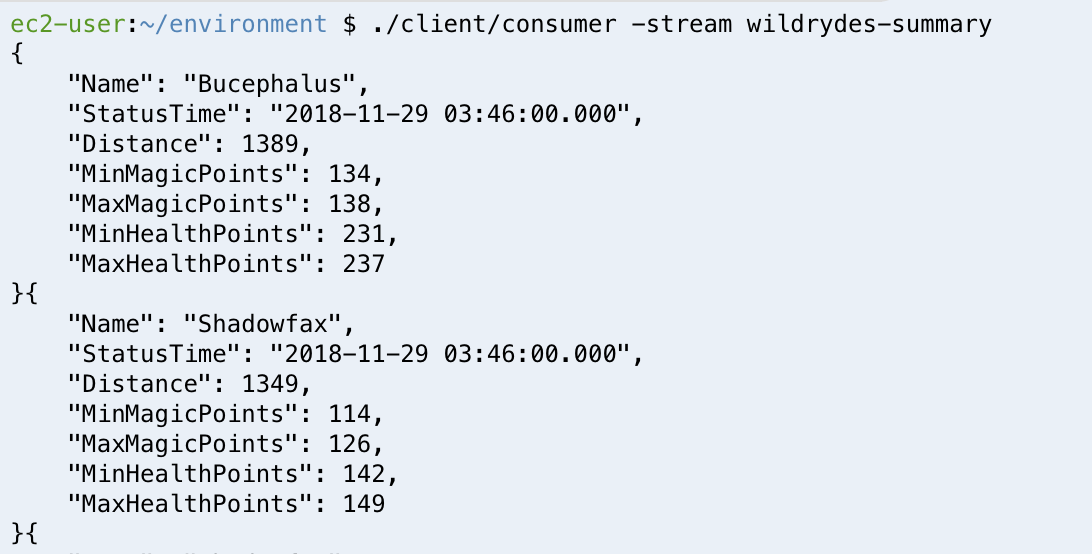 ec2-user:~/environment $ ./client/consumer -stream wildrydes-summary
{
    "Name": "Bucephalus",
    "StatusTime": "2018-11-29 03:46:00.000",
    "Distance": 1389,
    "MinMagicPoints": 134,
    "MaxMagicPoints": 138,
    "MinHealthPoints": 231,
    "MaxHealthPoints": 237
}{
    "Name": "Shadowfax",
    "StatusTime": "2018-11-29 03:46:00.000",
    "Distance": 1349,
    "MinMagicPoints": 114,
    "MaxMagicPoints": 126,
    "MinHealthPoints": 142,
    "MaxHealthPoints": 149
}{